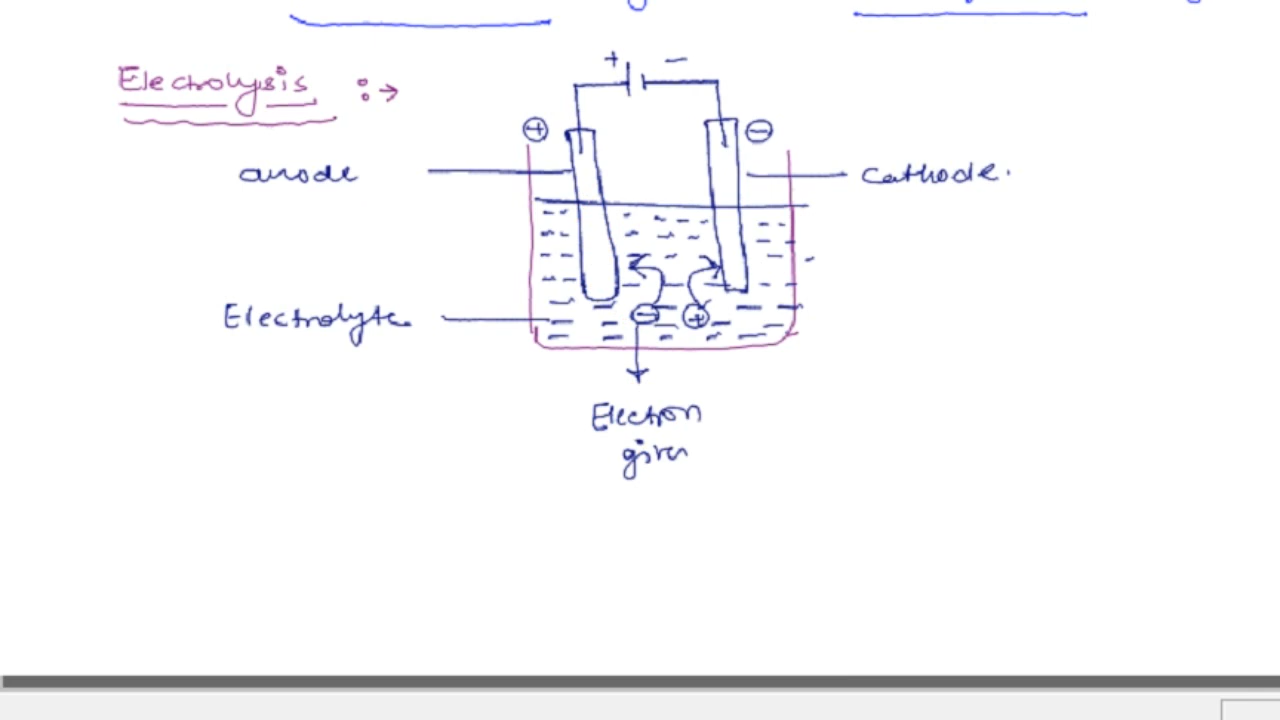 + −
Electrolysis :→
⊕ ⊖
anode
cathode.
Electrolyte
⊖ ⊕
Electron
given